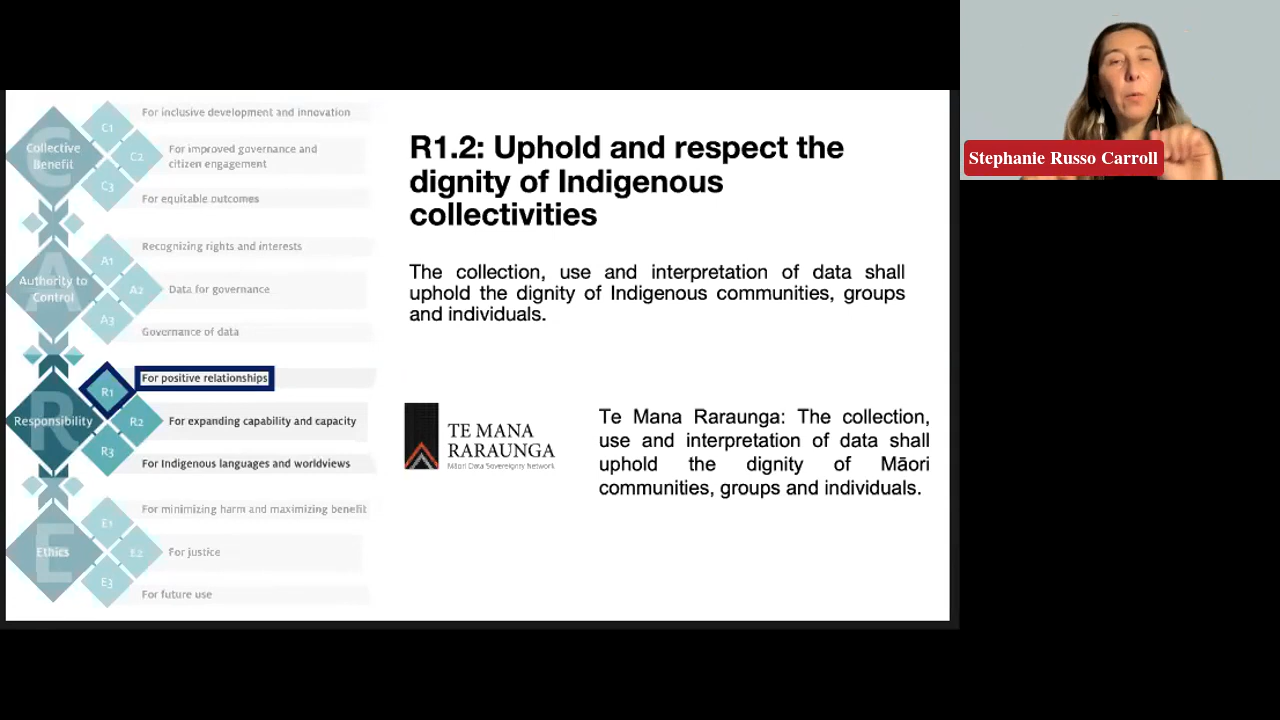 C
Collective
Benefit
C1
For inclusive development and innovation
C2
For improved governance and
citizen engagement
C3
For equitable outcomes
A
Authority to
Control
A1
Recognizing rights and interests
A2
Data for governance
A3
Governance of data
R
Responsibility
R1
For positive relationships
R2
For expanding capability and capacity
R3
For Indigenous languages and worldviews
E
Ethics
E1
For minimizing harm and maximizing benefit
E2
For justice
E3
For future use
R1.2: Uphold and respect the
dignity of Indigenous
collectivities
The collection, use and interpretation of data shall
uphold the dignity of Indigenous communities, groups
and individuals.
TE MANA
RARAUNGA
Māori Data Sovereignty Network
Te Mana Raraunga: The collection,
use and interpretation of data shall
uphold the dignity of Māori
communities, groups and individuals.
Stephanie Russo Carroll